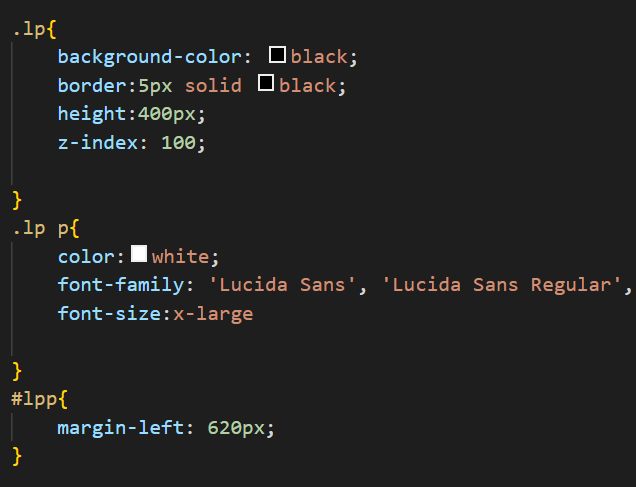 .lp{
background-color: black;
border:5px solid black;
height:400px;
z-index: 100;
}
.lp p{
color: white;
font-family: 'Lucida Sans', 'Lucida Sans Regular',
font-size:x-large
}
#lpp{
margin-left: 620px;
}